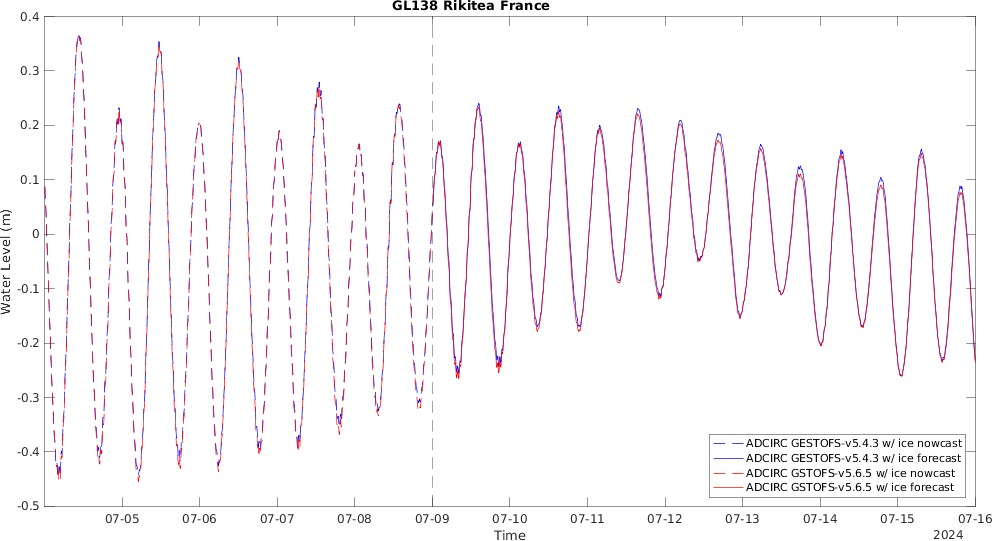 GL138 Rikitea France
0.4
0.3
0.2
0.1
0
-0.1
-0.2
-0.3
-0.4
-0.5
Water Level (m)
07-05 07-06 07-07 07-08 07-09 07-10 07-11 07-12 07-13 07-14 07-15 07-16
Time
2024
ADCIRC GESTOFS-v5.4.3 w/ ice nowcast
ADCIRC GESTOFS-v5.4.3 w/ ice forecast
ADCIRC GSTOFS-v5.6.5 w/ ice nowcast
ADCIRC GSTOFS-v5.6.5 w/ ice forecast